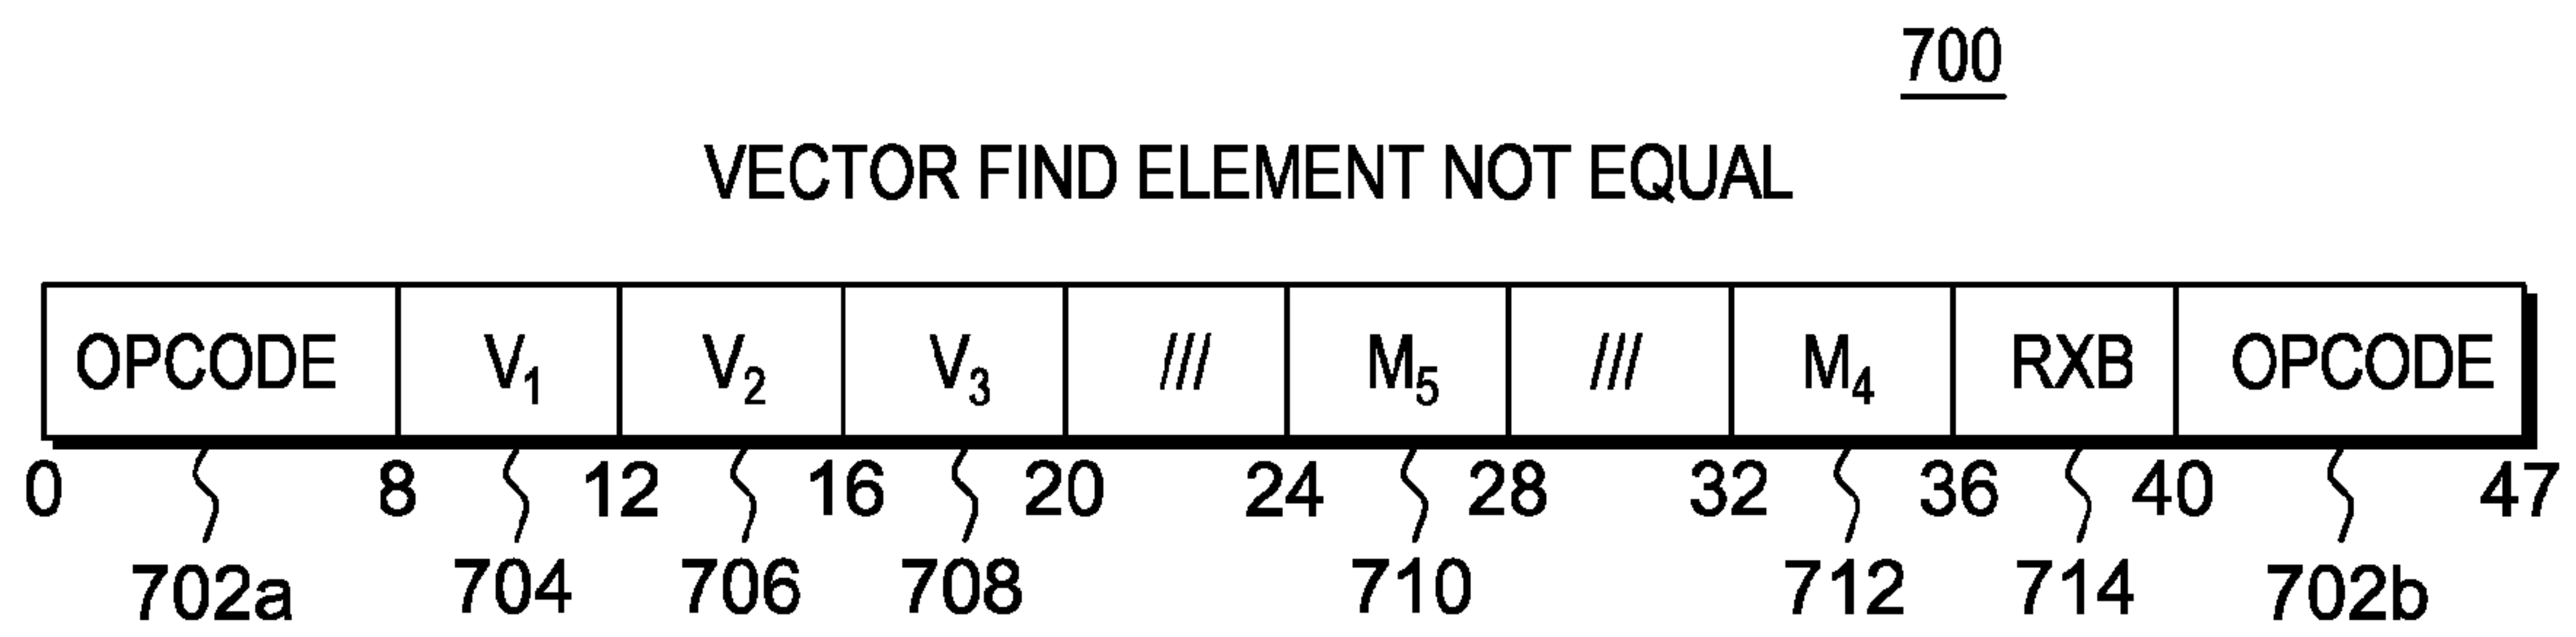 700
VECTOR FIND ELEMENT NOT EQUAL
OPCODE V₁ V₂ V₃ /// M₅ /// M₄ RXB OPCODE
0 8 12 16 20 24 28 32 36 40 47
702a 704 706 708 710 712 714 702b